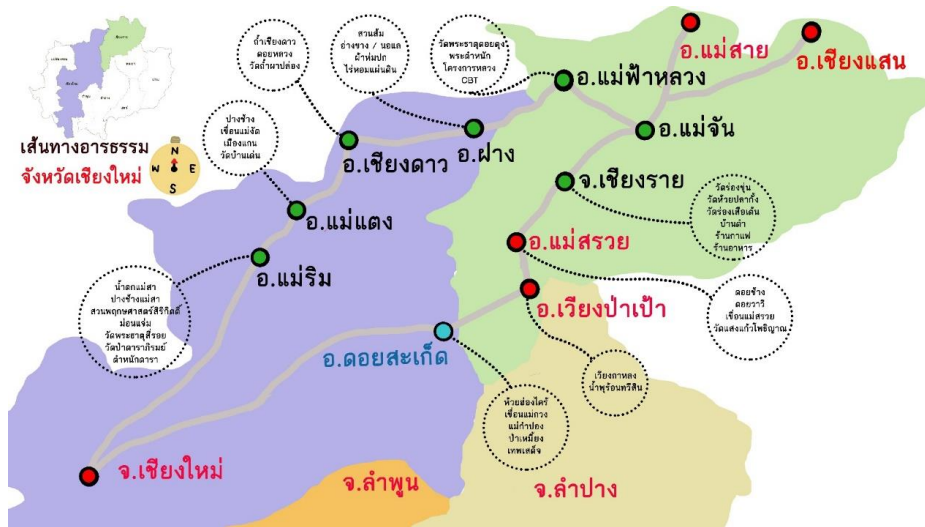 เส้นทางอารธรรม
จังหวัดเชียงใหม่
N
W E
S
ถ้ำเชียงดาว
ดอยหลวง
วัดถ้ำผาปล่อง
สวนส้ม
อ่างขาง / นอแล
ผ้าห่มปก
ไร่หอมแผ่นดิน
วัดพระธาตุดอยตุง
พระตำหนัก
โครงการหลวง
CBT
ปางช้าง
เขื่อนแม่งัด
เมืองแกน
วัดบ้านเด่น
อ.แม่สาย
อ.เชียงแสน
อ.แม่ฟ้าหลวง
อ.แม่จัน
อ.ฝาง
อ.เชียงดาว
จ.เชียงราย
วัดร่องขุ่น
วัดห้วยปลากั้ง
วัดร่องเสือเต้น
บ้านดำ
ร้านกาแฟ
ร้านอาหาร
อ.แม่แตง
อ.แม่สรวย
อ.แม่ริม
น้ำตกแม่สา
ปางช้างแม่สา
สวนพฤกษศาสตร์สิริกิตติ์
ม่อนแจ่ม
วัดพระธาตุสี่รอย
วัดป่าดาราภิรมย์
ตำหนักดารา
อ.เวียงป่าเป้า
ดอยช้าง
ดอยวาวี
เขื่อนแม่สรวย
วัดแสงแก้วโพธิญาณ
อ.ดอยสะเก็ด
เวียงกาหลง
น้ำพุร้อนทวีสิน
ห้วยฮ่องไคร้
เขื่อนแม่กวง
แม่กำปอง
ป่าเหมี้ยง
เทพเสด็จ
จ.เชียงใหม่
จ.ลำพูน
จ.ลำปาง